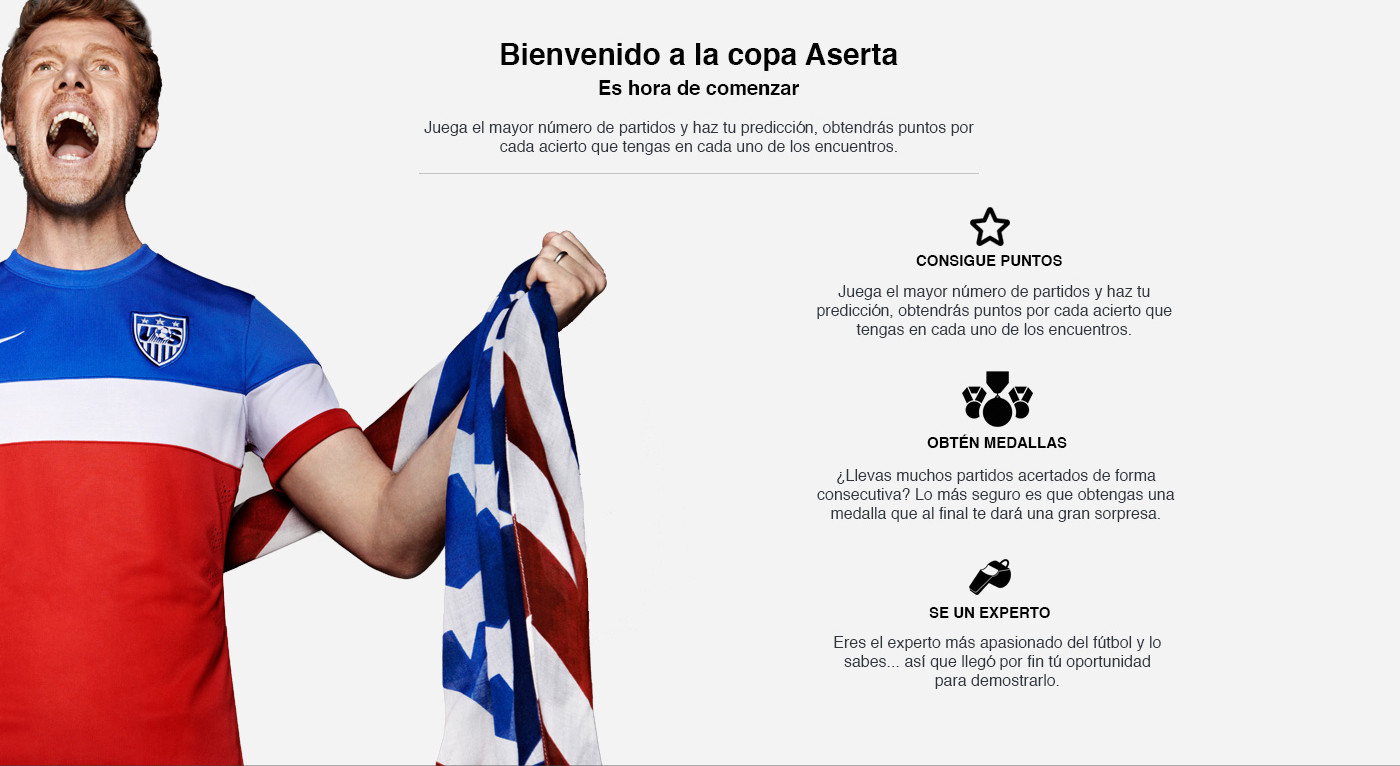 Bienvenido a la copa Aserta
Es hora de comenzar
Juega el mayor número de partidos y haz tu predicción, obtendrás puntos por
cada acierto que tengas en cada uno de los encuentros.
CONSIGUE PUNTOS
Juega el mayor número de partidos y haz tu
predicción, obtendrás puntos por cada acierto que
tengas en cada uno de los encuentros.
US
OBTÉN MEDALLAS
¿Llevas muchos partidos acertados de forma
consecutiva? Lo más seguro es que obtengas una
medalla que al final te dará una gran sorpresa.
SE UN EXPERTO
Eres el experto más apasionado del fútbol y lo
sabes... así que llegó por fin tú oportunidad
para demostrarlo.